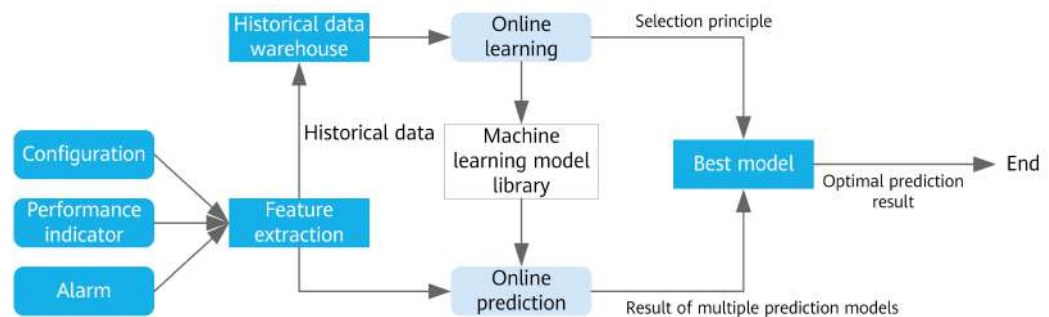 Historical data
warehouse
Online
learning
Selection principle
Historical data
Configuration
Machine
learning model
library
Best model
End
Optimal prediction
result
Performance
indicator
Feature
extraction
Alarm
Online
prediction
Result of multiple prediction models